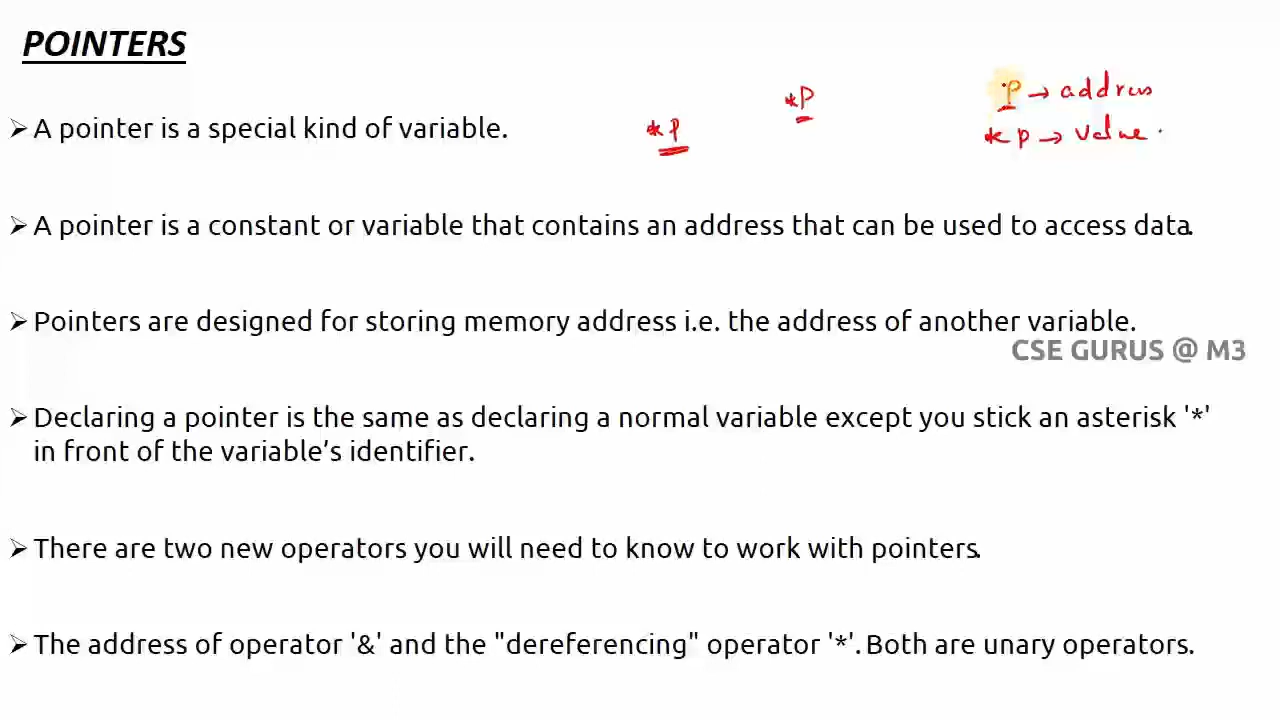 POINTERS
*P
p → address
➢ A pointer is a special kind of variable.
*P
*p → value
➢ A pointer is a constant or variable that contains an address that can be used to access data.
➢ Pointers are designed for storing memory address i.e. the address of another variable.
CSE GURUS @ M3
➢ Declaring a pointer is the same as declaring a normal variable except you stick an asterisk '*'
in front of the variable’s identifier.
➢ There are two new operators you will need to know to work with pointers.
➢ The address of operator '&' and the "dereferencing" operator '*'. Both are unary operators.